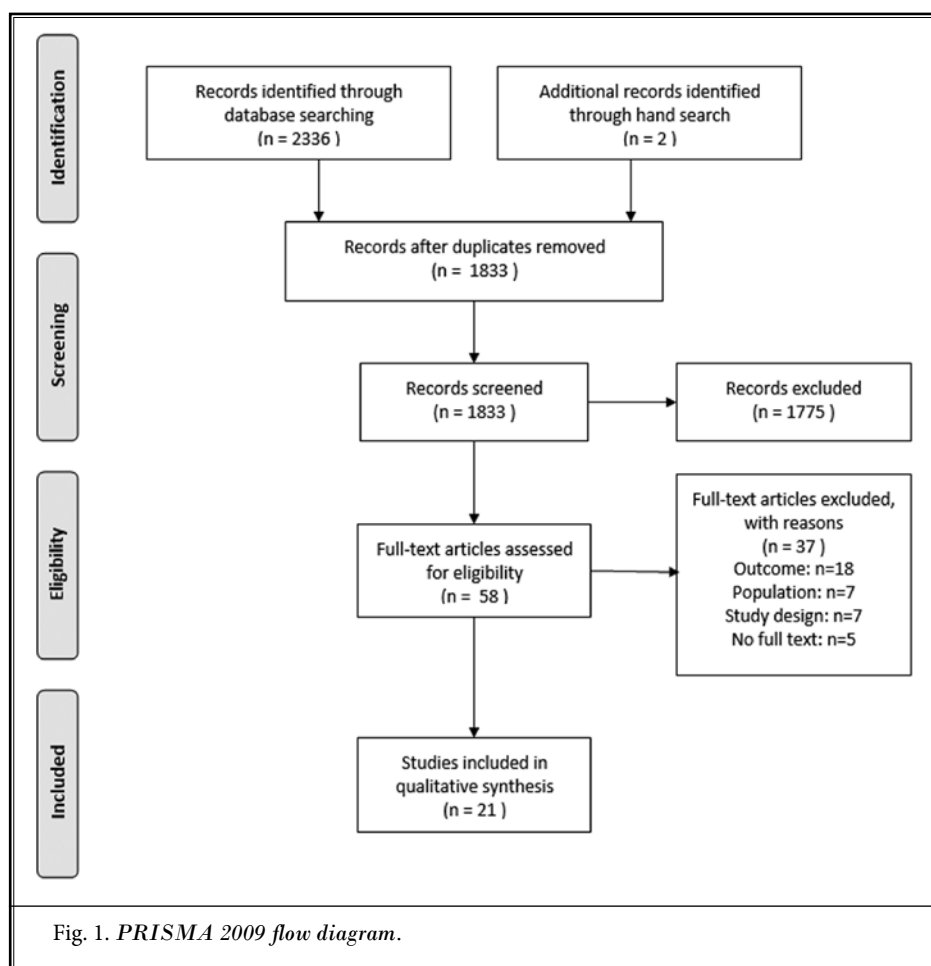 Identification
Records identified through
database searching
(n = 2336 )
Additional records identified
through hand search
(n = 2 )
Records after duplicates removed
(n = 1833 )
Screening
Records screened
(n = 1833 )
Records excluded
(n = 1775 )
Eligibility
Full-text articles assessed
for eligibility
(n = 58 )
Full-text articles excluded,
with reasons
(n = 37 )
Outcome: n=18
Population: n=7
Study design: n=7
No full text: n=5
Included
Studies included in
qualitative synthesis
(n = 21 )
Fig. 1. PRISMA 2009 flow diagram.